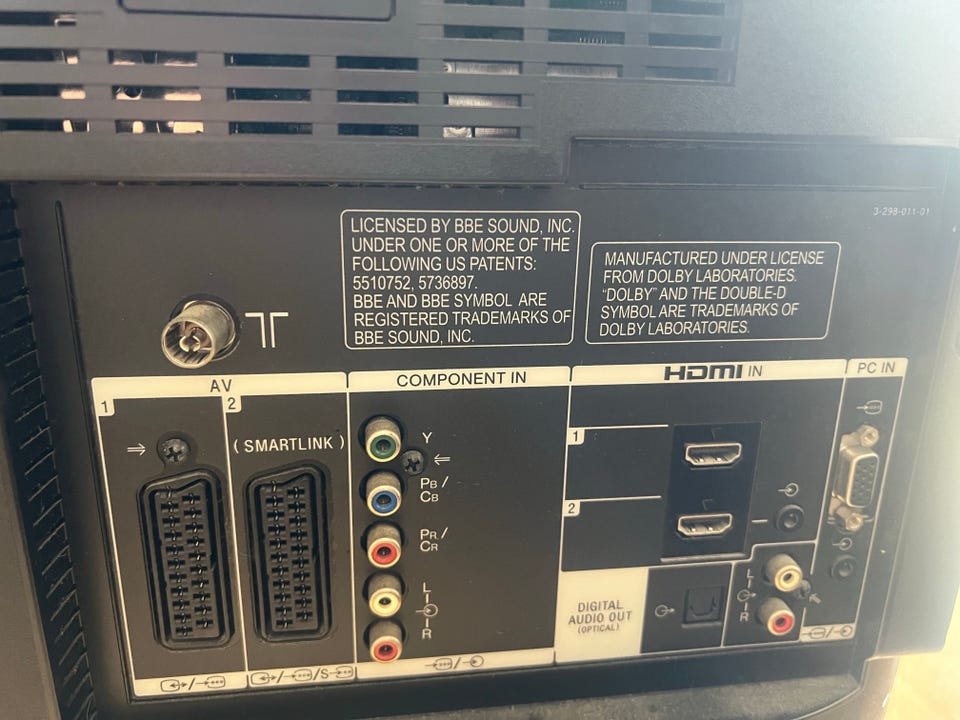 3-298-011-01
LICENSED BY BBE SOUND, INC.
UNDER ONE OR MORE OF THE
FOLLOWING US PATENTS:
5510752, 5736897.
BBE AND BBE SYMBOL ARE
REGISTERED TRADEMARKS OF
BBE SOUND, INC.
MANUFACTURED UNDER LICENSE
FROM DOLBY LABORATORIES.
"DOLBY" AND THE DOUBLE-D
SYMBOL ARE TRADEMARKS OF
DOLBY LABORATORIES.
AV
1
2
(SMARTLINK)
COMPONENT IN
Y
PB /
CB
PR /
CR
L
R
HDMI IN
1
2
DIGITAL
AUDIO OUT
(OPTICAL)
L
R
PC IN
/
/ /S
/
/